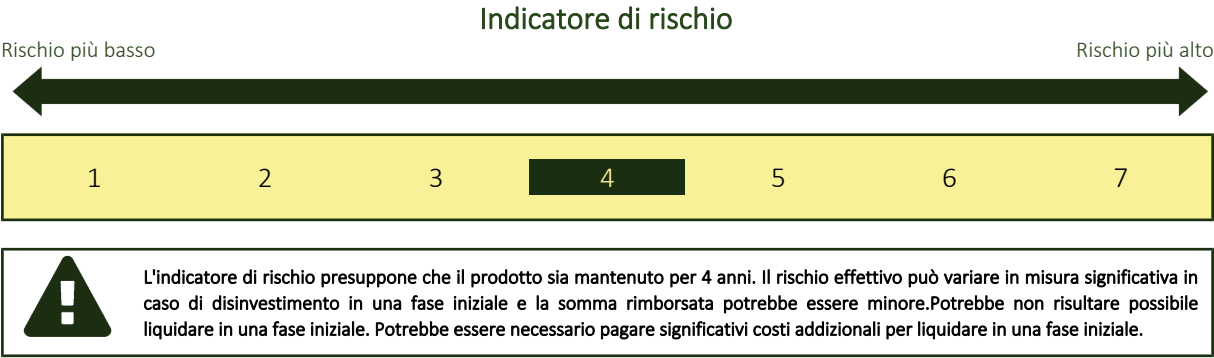 Indicatore di rischio
Rischio più basso
Rischio più alto
1 2 3 4 5 6 7
L'indicatore di rischio presuppone che il prodotto sia mantenuto per 4 anni. Il rischio effettivo può variare in misura significativa in
caso di disinvestimento in una fase iniziale e la somma rimborsata potrebbe essere minore.Potrebbe non risultare possibile
liquidare in una fase iniziale. Potrebbe essere necessario pagare significativi costi addizionali per liquidare in una fase iniziale.